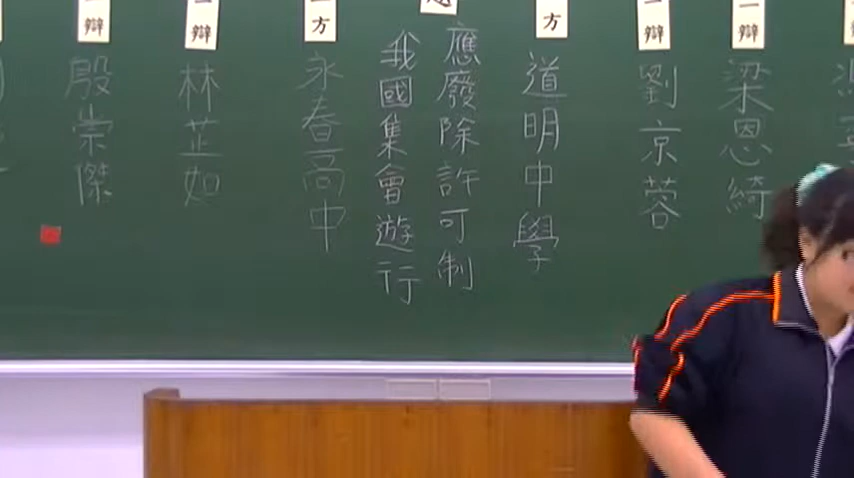 一辯
梁恩綺
二辯
劉京蓉
方
道明中學
應廢除許可制
我國集會遊行
方
永春高中
林芷如
辯
殷崇傑
辯